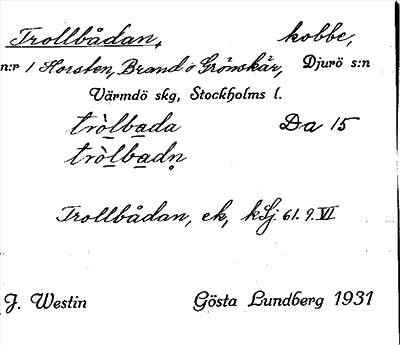 Trollbådan, kobbe,
n:r 1 Horsten, Brand o Grönskär, Djurö s:n
Värmdö skg, Stockholms l.
tròlbada Da 15
tròlbadn̥
Trollbådan, ek, kSj 61. 9. VI
J. Westin Gösta Lundberg 1931